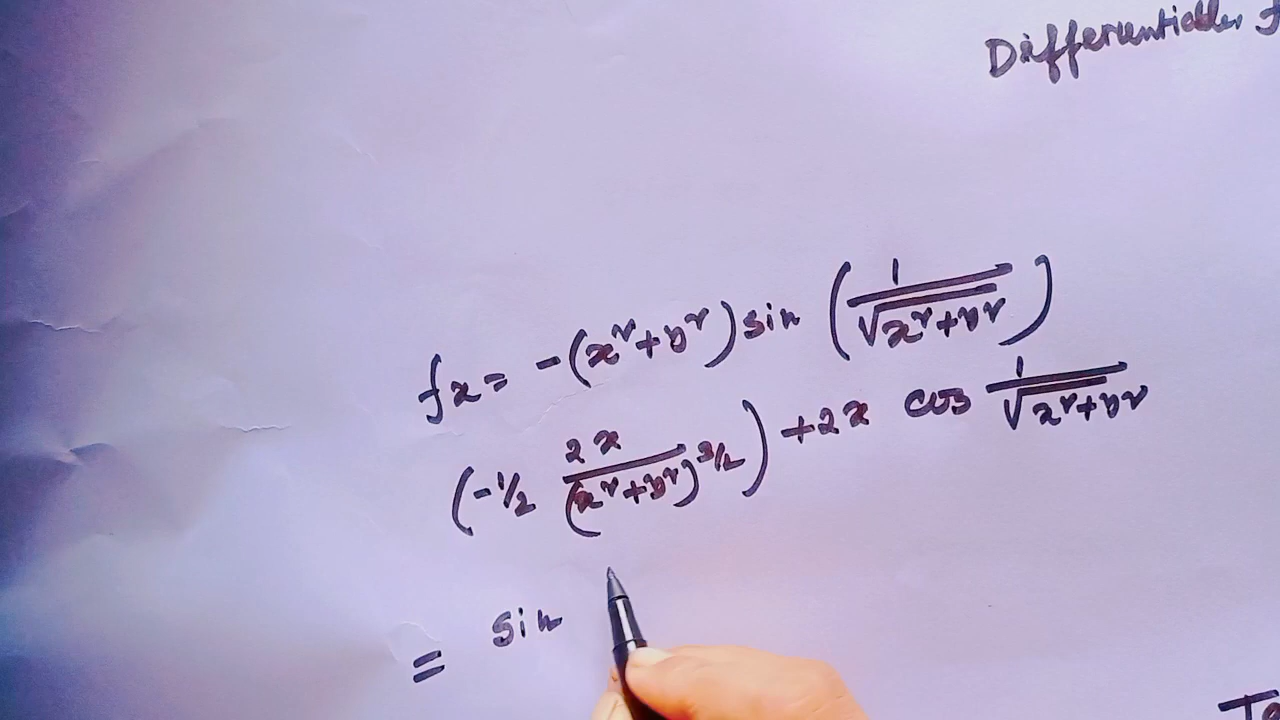 Differentiable f
fx = -(x²+y²) sin (1/√(x²+y²))
(-1/2 2x/(x²+y²)^3/2) + 2x cos 1/√(x²+y²)
= sin